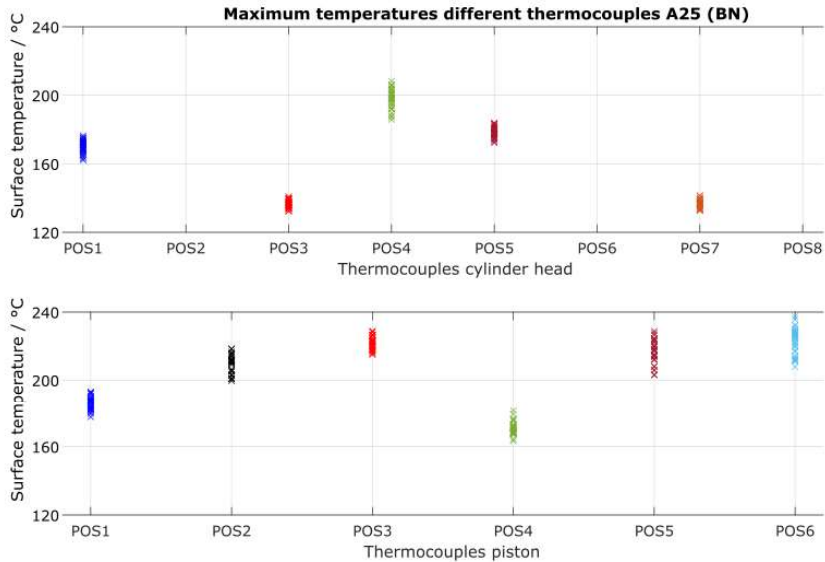 Maximum temperatures different thermocouples A25 (BN)
Surface temperature / °C
240
200
160
120
POS1 POS2 POS3 POS4 POS5 POS6 POS7 POS8
Thermocouples cylinder head
Surface temperature / °C
240
200
160
120
POS1 POS2 POS3 POS4 POS5 POS6
Thermocouples piston